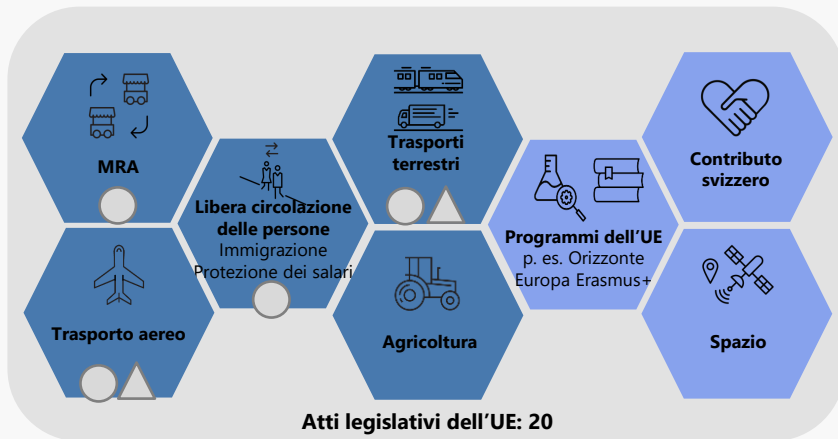 MRA
Trasporto aereo
Libera circolazione
delle persone
Immigrazione
Protezione dei salari
Trasporti
terrestri
Agricoltura
Programmi dell'UE
p. es. Orizzonte
Europa Erasmus+
Contributo
svizzero
Spazio
Atti legislativi dell'UE: 20